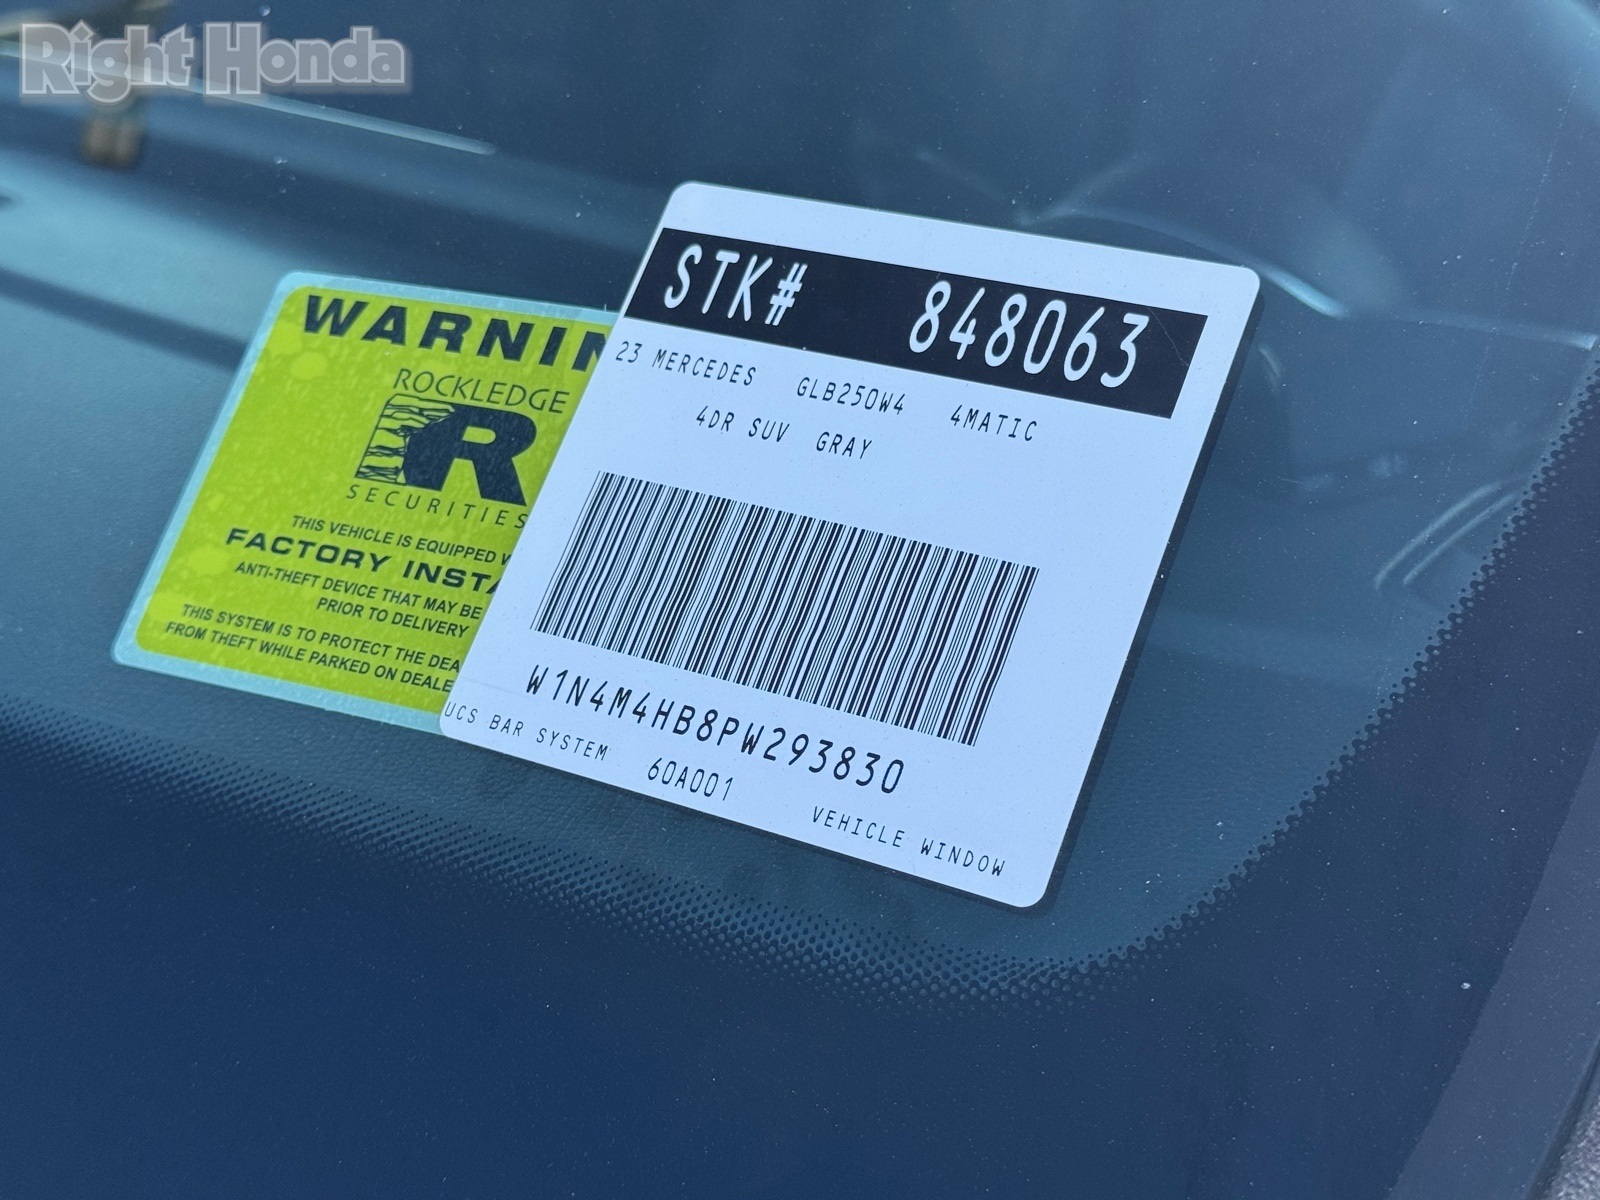 Right Honda
WARNIN
ROCKLEDGE
R
SECURITIES
THIS VEHICLE IS EQUIPPED
FACTORY INSTA
ANTI-THEFT DEVICE THAT MAY BE
PRIOR TO DELIVERY
THIS SYSTEM IS TO PROTECT THE DEA
FROM THEFT WHILE PARKED ON DEALE
STK# 848063
23 MERCEDES GLB250W4 4MATIC
4DR SUV GRAY
W1N4M4HB8PW293830
UCS BAR SYSTEM 60A001 VEHICLE WINDOW